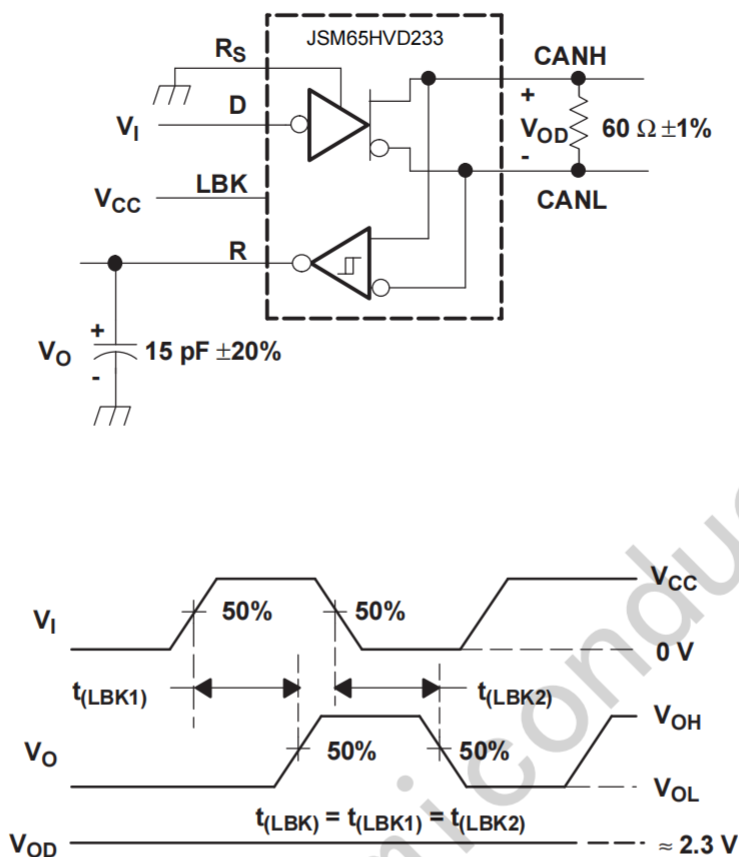 JSM65HVD233
RS
CANH
D
VI
+
VOD
-
60 Ω ±1%
VCC
LBK
CANL
R
+
VO
15 pF ±20%
-
VCC
50%
50%
VI
0 V
t(LBK1)
t(LBK2)
VOH
VO
50%
50%
VOL
t(LBK) = t(LBK1) = t(LBK2)
VOD
≈ 2.3 V